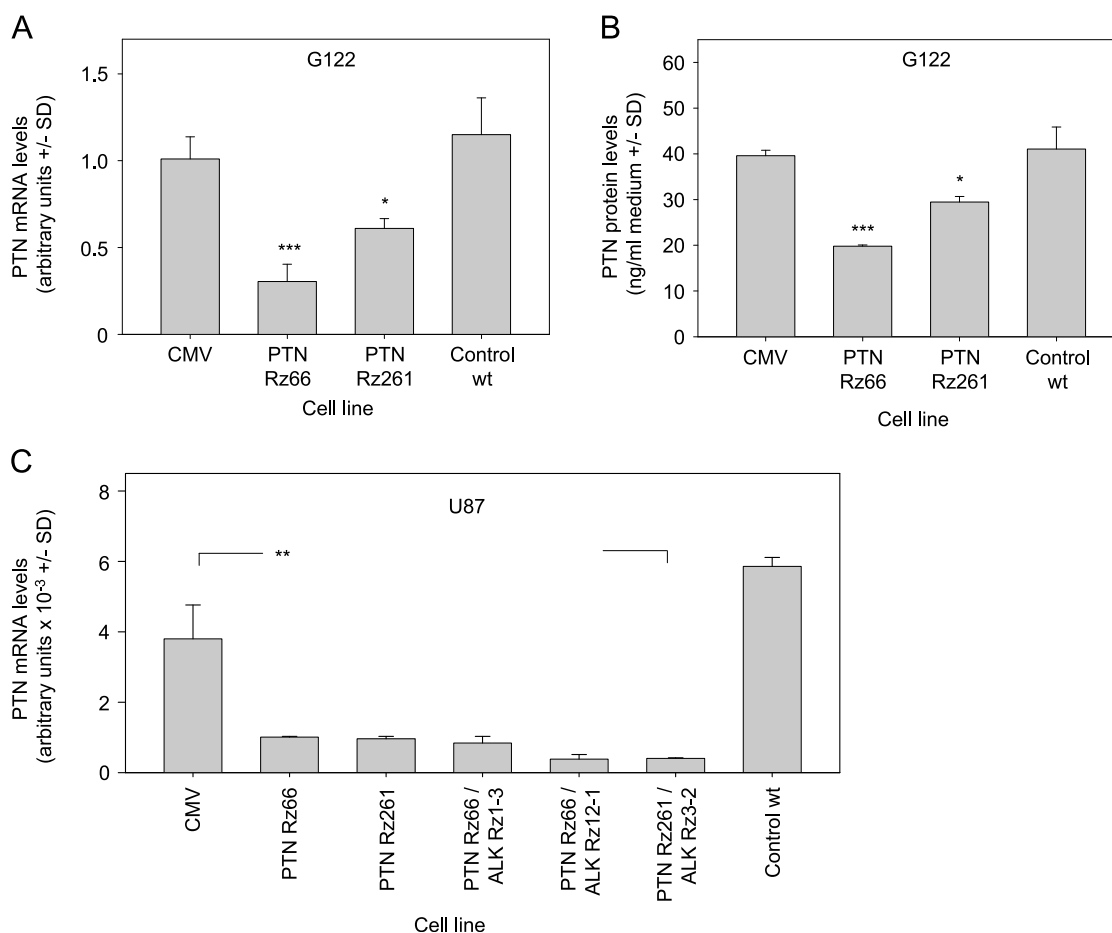 A
G122
PTN mRNA levels
(arbitrary units +/- SD)
1.5
1.0
0.5
0
***
*
CMV
PTN
Rz66
PTN
Rz261
Control
wt
Cell line
B
G122
PTN protein levels
(ng/ml medium +/- SD)
60
50
40
30
20
10
0
***
*
CMV
PTN
Rz66
PTN
Rz261
Control
wt
Cell line
C
U87
PTN mRNA levels
(arbitrary units x 10⁻³ +/- SD)
8
6
4
2
0
**
CMV
PTN Rz66
PTN Rz261
PTN Rz66 /
ALK Rz1-3
PTN Rz66 /
ALK Rz12-1
PTN Rz261 /
ALK Rz3-2
Control wt
Cell line